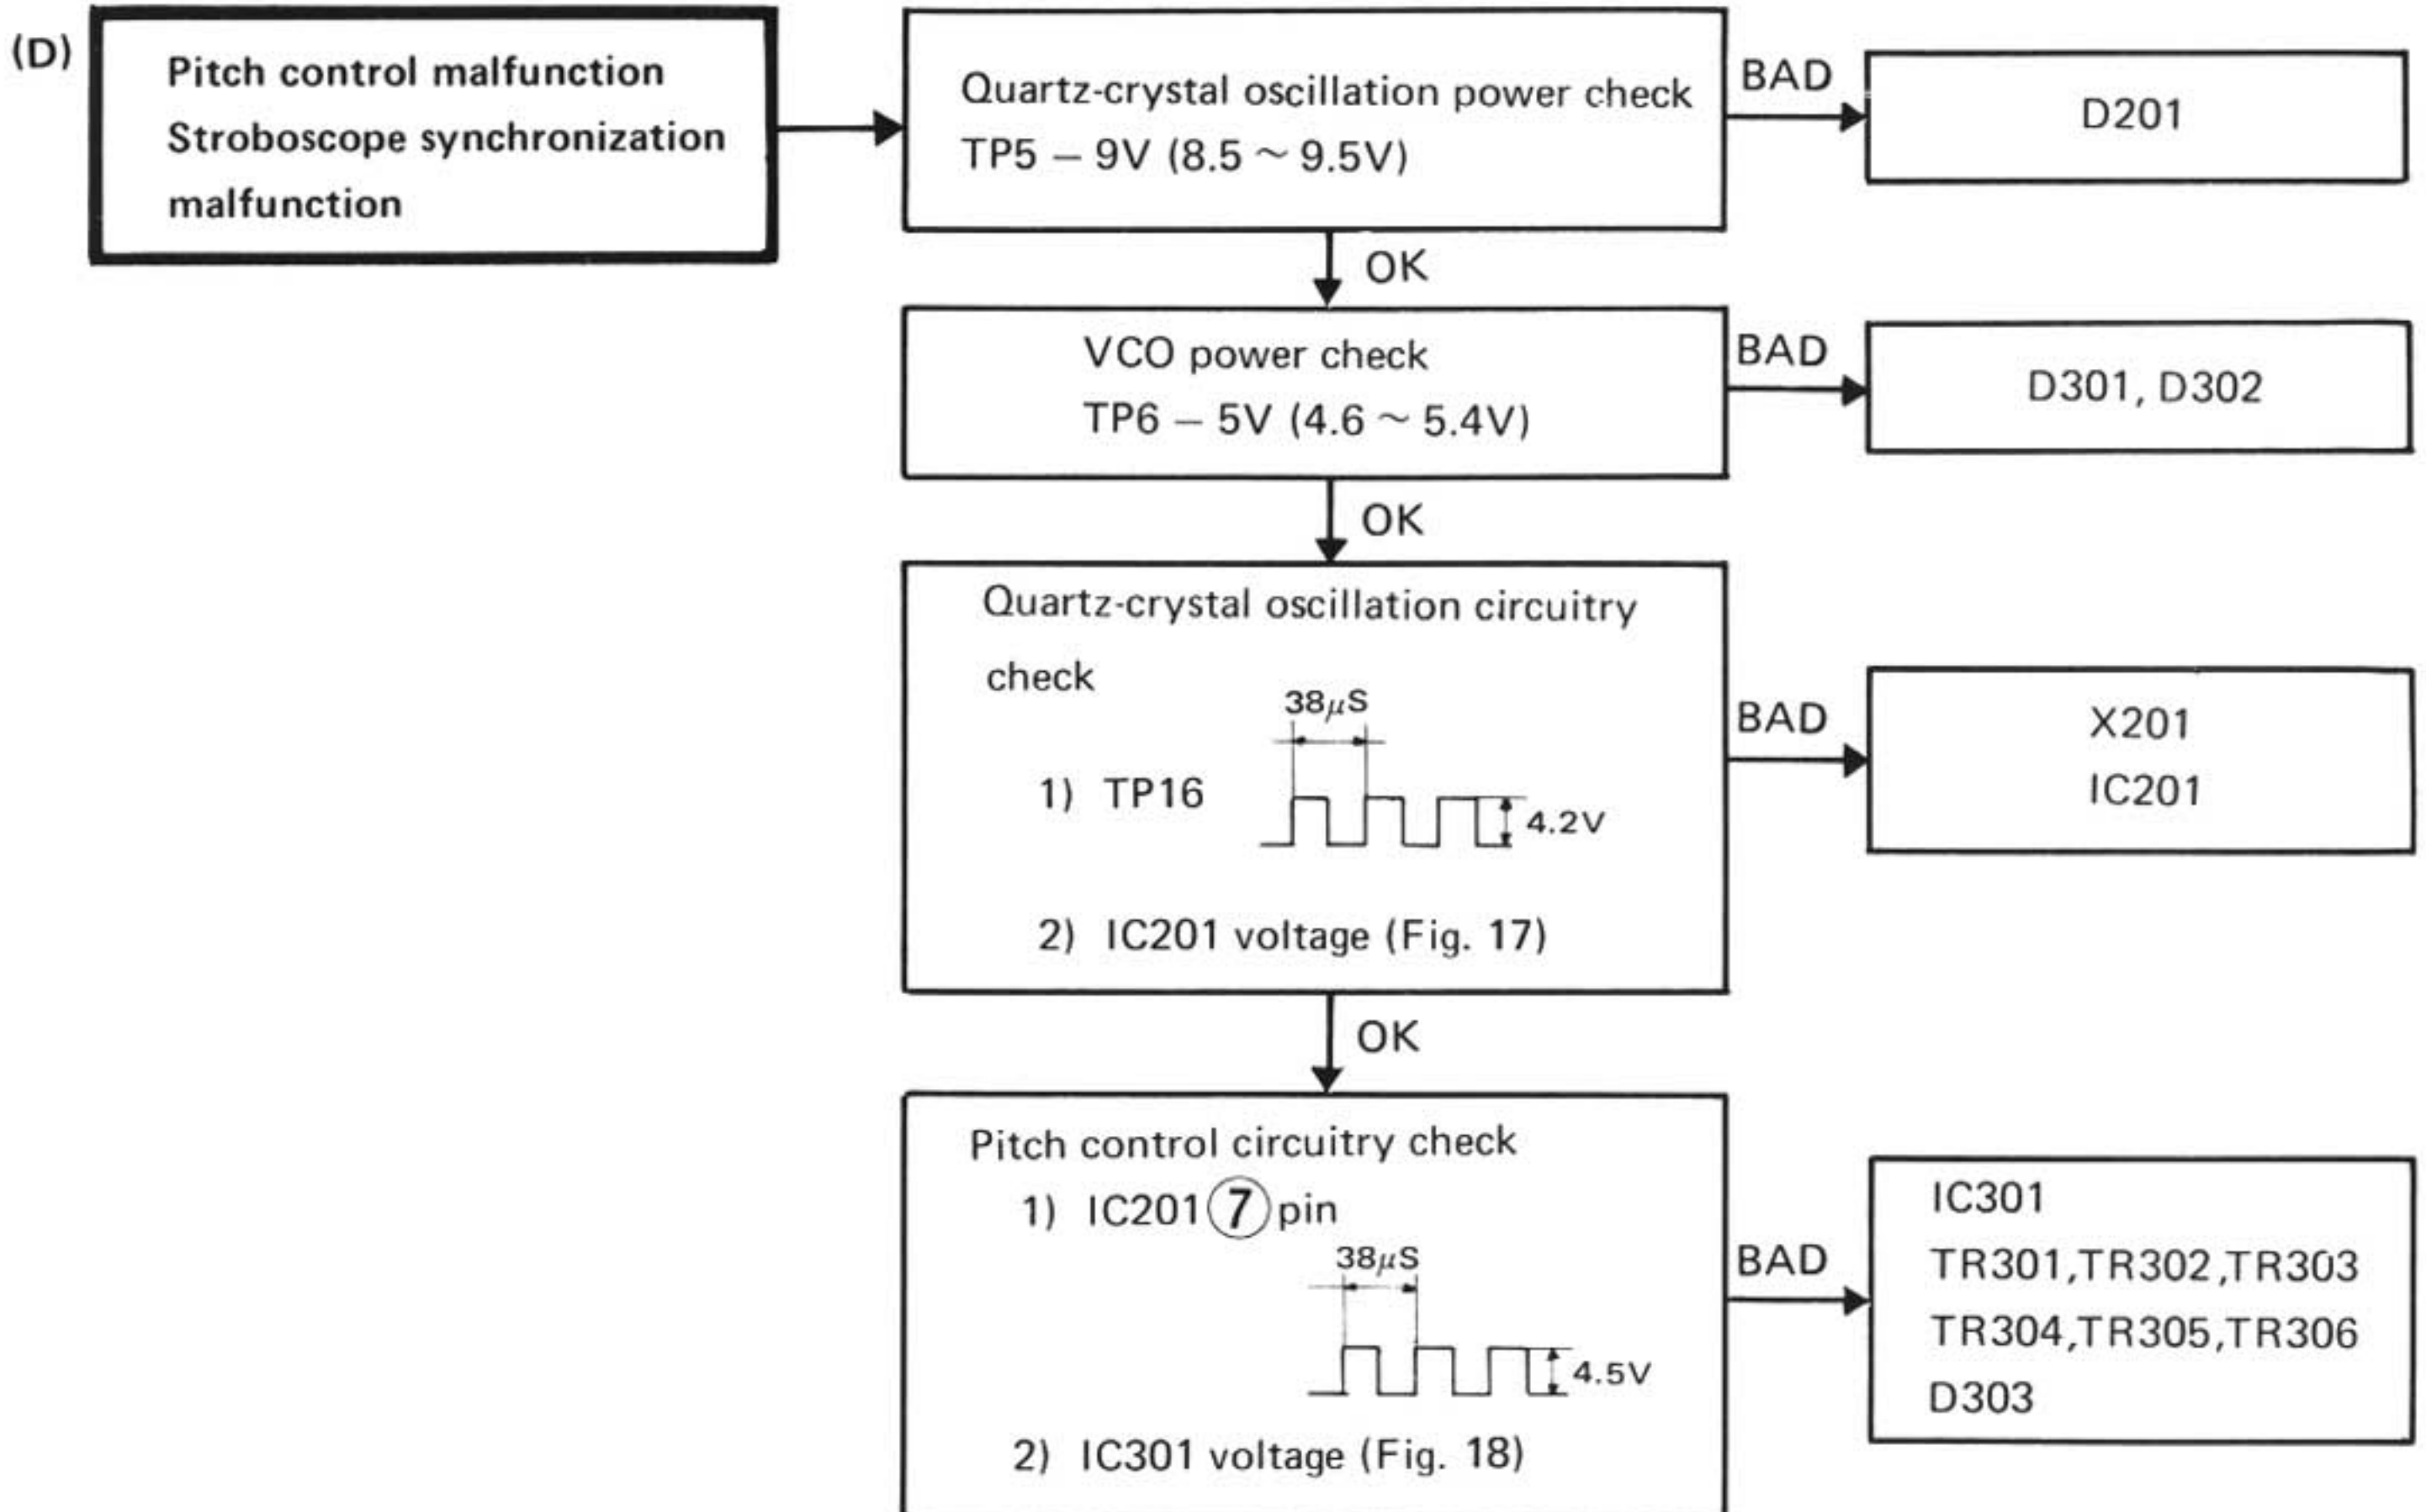 (D)
Pitch control malfunction
Stroboscope synchronization
malfunction
Quartz-crystal oscillation power check
TP5 – 9V (8.5 ~ 9.5V)
BAD
D201
OK
VCO power check
TP6 – 5V (4.6 ~ 5.4V)
BAD
D301, D302
OK
Quartz-crystal oscillation circuitry
check
38μS
1) TP16
4.2V
2) IC201 voltage (Fig. 17)
BAD
X201
IC201
OK
Pitch control circuitry check
1) IC201 ⑦ pin
38μS
4.5V
2) IC301 voltage (Fig. 18)
BAD
IC301
TR301,TR302,TR303
TR304,TR305,TR306
D303